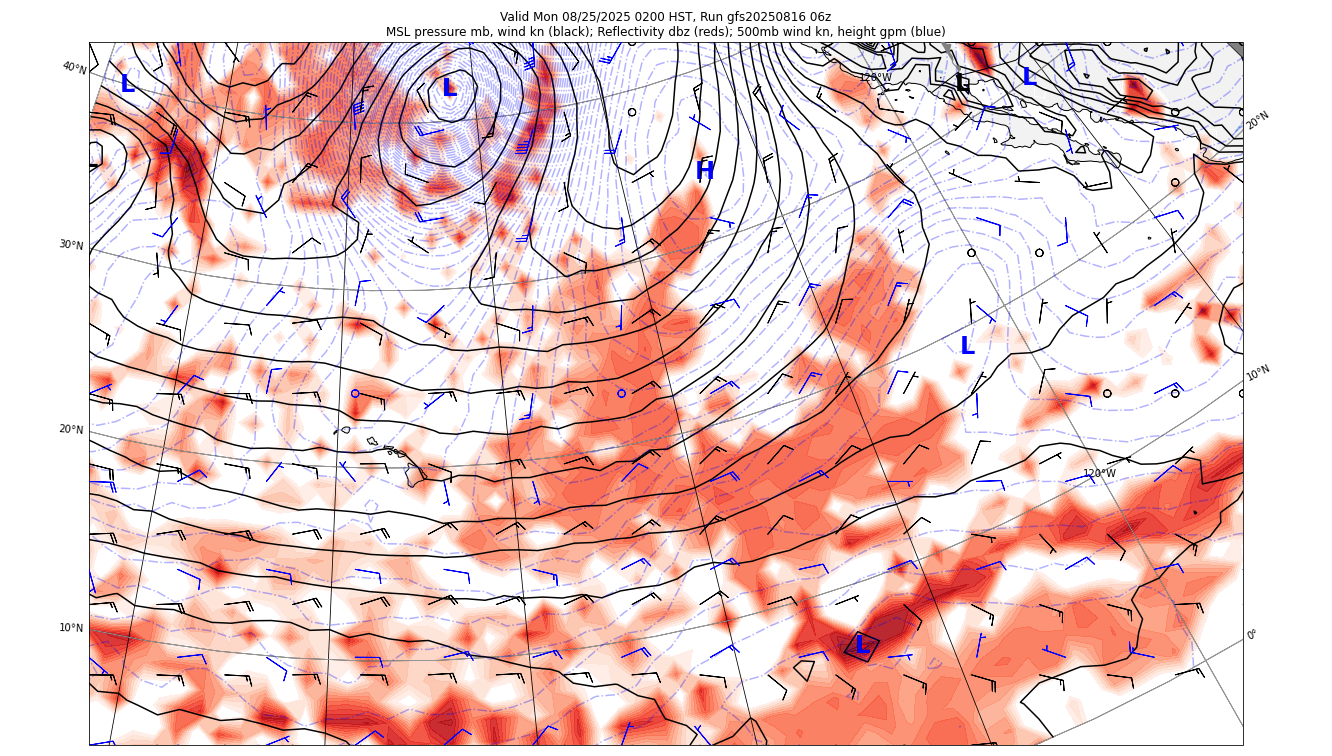 Valid Mon 08/25/2025 0200 HST, Run gfs20250816 06z
MSL pressure mb, wind kn (black); Reflectivity dbz (reds); 500mb wind kn, height gpm (blue)
40°N
L
L
120°W
L
L
20°N
H
30°N
L
10°N
20°N
120°W
10°N
L
0°